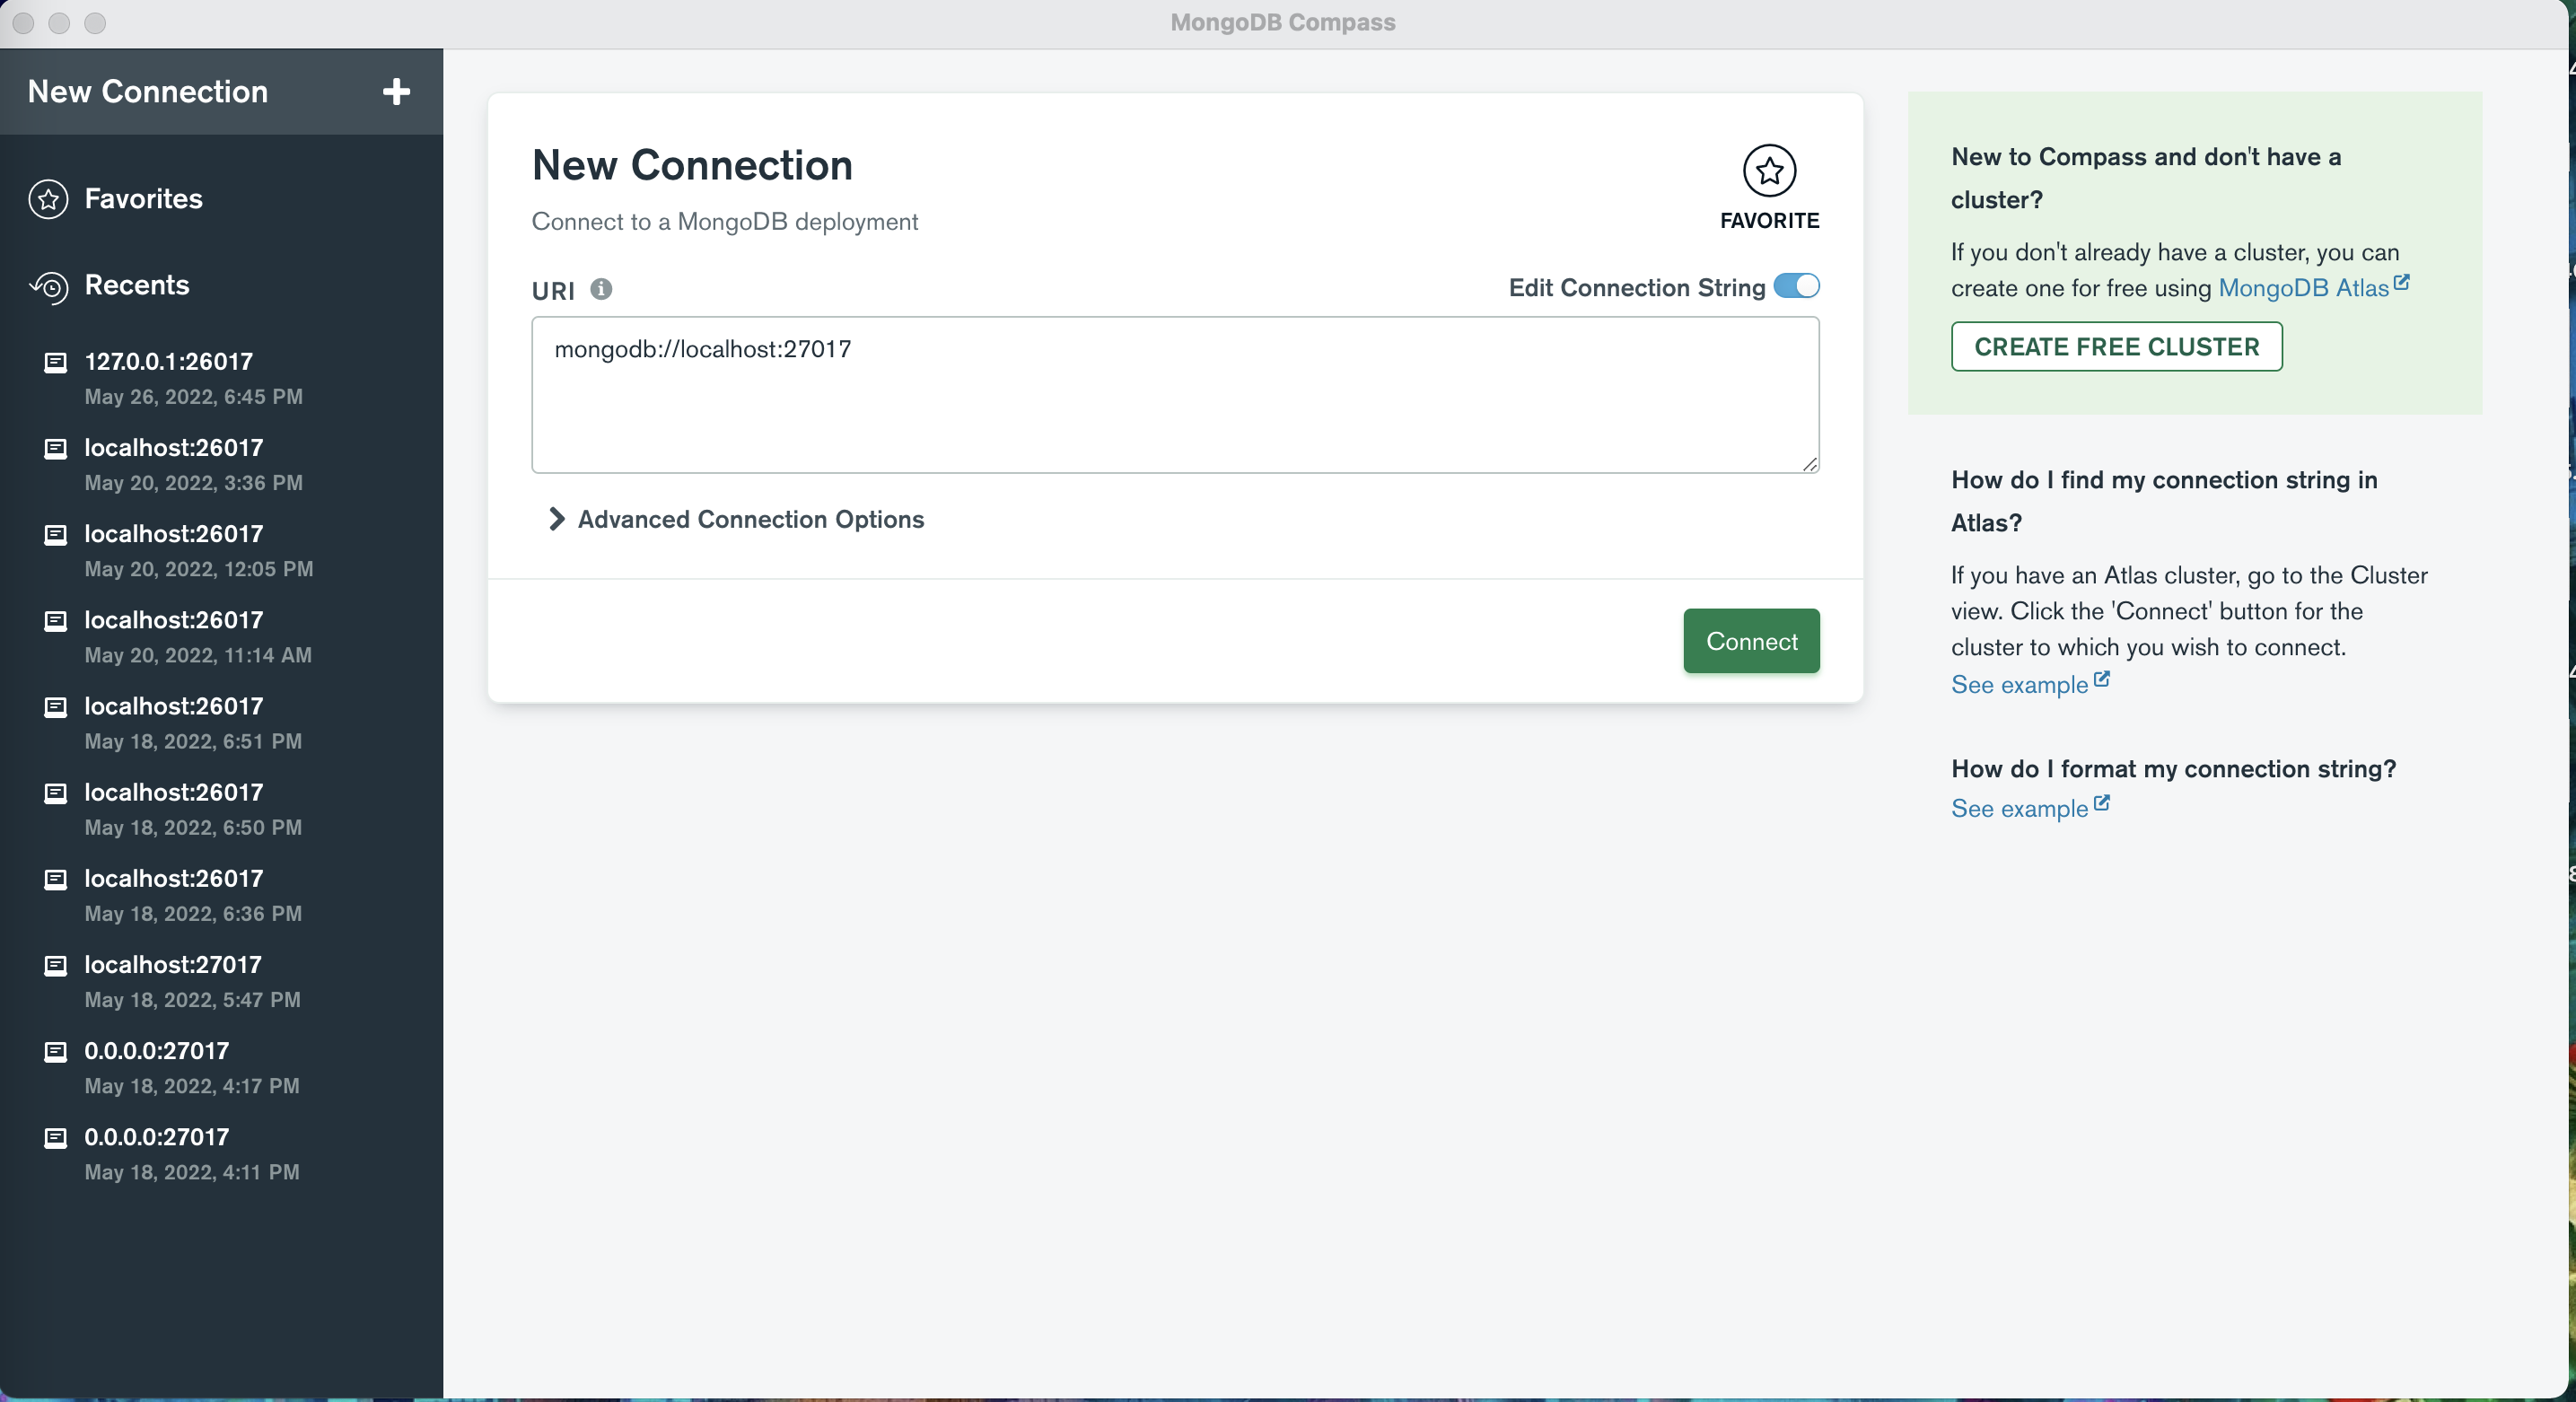 MongoDB Compass
New Connection
Favorites
Recents
127.0.0.1:26017
May 26, 2022, 6:45 PM
localhost:26017
May 20, 2022, 3:36 PM
localhost:26017
May 20, 2022, 12:05 PM
localhost:26017
May 20, 2022, 11:14 AM
localhost:26017
May 18, 2022, 6:51 PM
localhost:26017
May 18, 2022, 6:50 PM
localhost:26017
May 18, 2022, 6:36 PM
localhost:27017
May 18, 2022, 5:47 PM
0.0.0.0:27017
May 18, 2022, 4:17 PM
0.0.0.0:27017
May 18, 2022, 4:11 PM
New Connection
Connect to a MongoDB deployment
FAVORITE
URI
Edit Connection String
mongodb://localhost:27017
Advanced Connection Options
Connect
New to Compass and don't have a
cluster?
If you don't already have a cluster, you can
create one for free using MongoDB Atlas
CREATE FREE CLUSTER
How do I find my connection string in
Atlas?
If you have an Atlas cluster, go to the Cluster
view. Click the 'Connect' button for the
cluster to which you wish to connect.
See example
How do I format my connection string?
See example